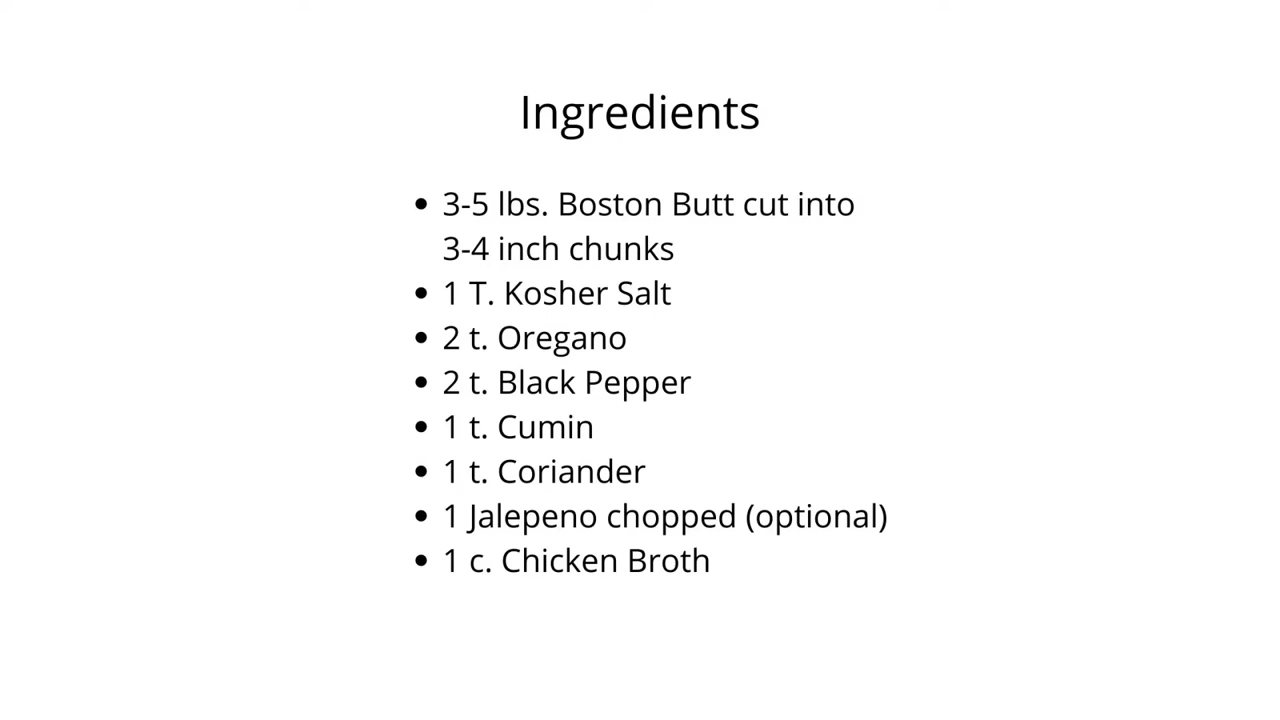 Ingredients
• 3-5 lbs. Boston Butt cut into
3-4 inch chunks
• 1 T. Kosher Salt
• 2 t. Oregano
• 2 t. Black Pepper
• 1 t. Cumin
• 1 t. Coriander
• 1 Jalepeno chopped (optional)
• 1 c. Chicken Broth